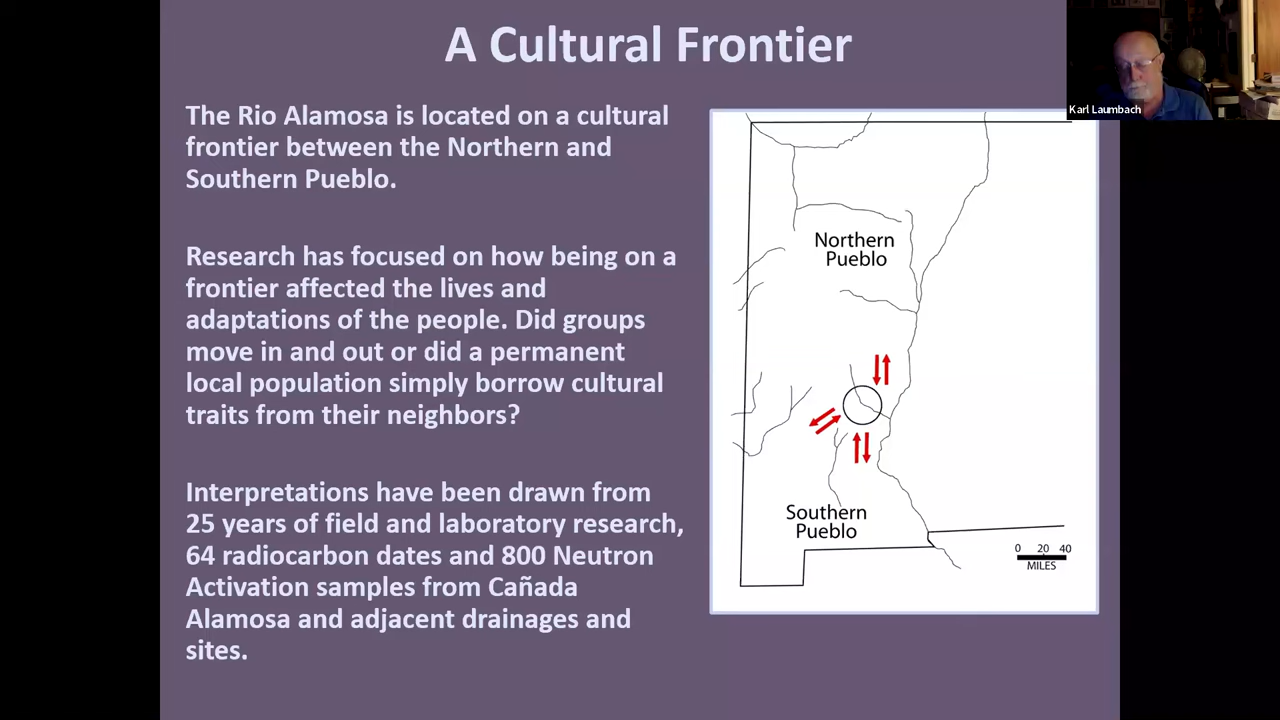 A Cultural Frontier
Karl Laumbach
The Rio Alamosa is located on a cultural
frontier between the Northern and
Southern Pueblo.
Research has focused on how being on a
frontier affected the lives and
adaptations of the people. Did groups
move in and out or did a permanent
local population simply borrow cultural
traits from their neighbors?
Interpretations have been drawn from
25 years of field and laboratory research,
64 radiocarbon dates and 800 Neutron
Activation samples from Cañada
Alamosa and adjacent drainages and
sites.
Northern
Pueblo
Southern
Pueblo
0 20 40
MILES